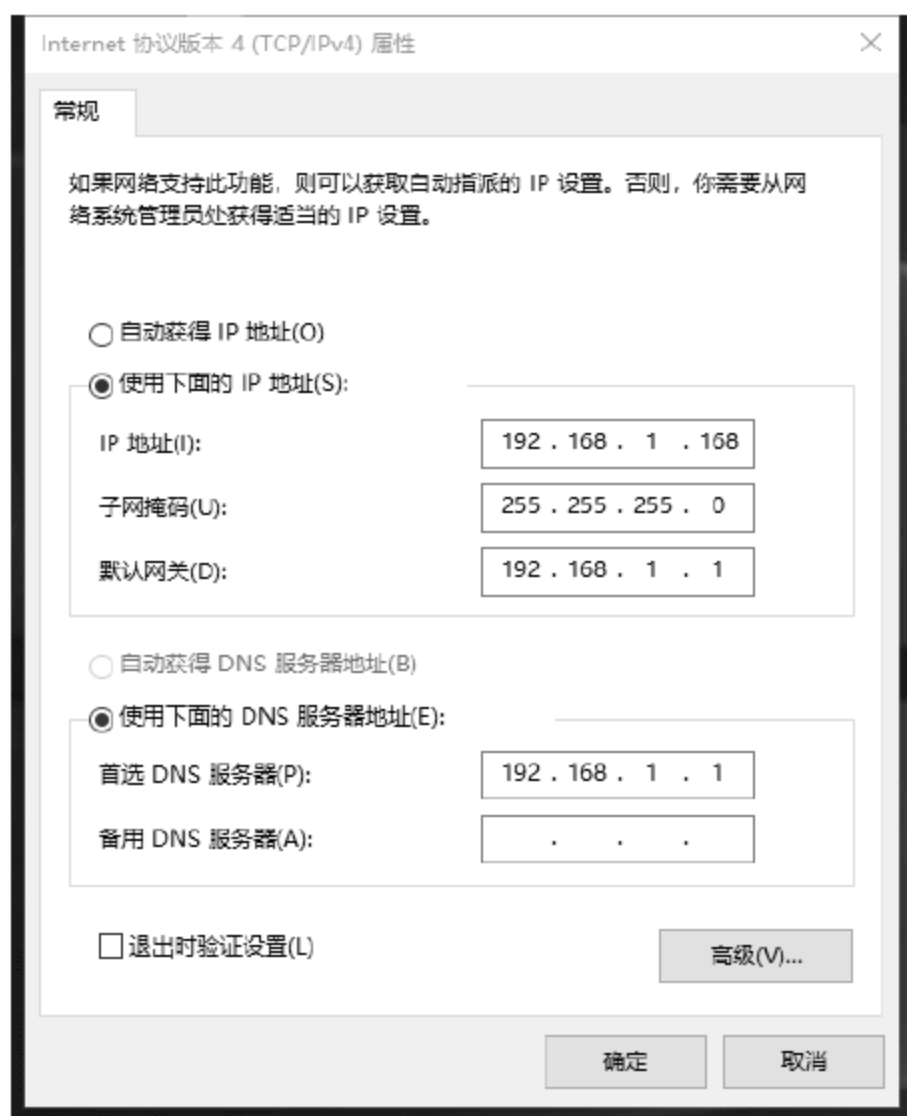 Internet 协议版本 4 (TCP/IPv4) 属性
常规
如果网络支持此功能，则可以获取自动指派的 IP 设置。否则，你需要从网
络系统管理员处获得适当的 IP 设置。
自动获得 IP 地址(O)
使用下面的 IP 地址(S):
IP 地址(I): 192 . 168 . 1 . 168
子网掩码(U): 255 . 255 . 255 . 0
默认网关(D): 192 . 168 . 1 . 1
自动获得 DNS 服务器地址(B)
使用下面的 DNS 服务器地址(E):
首选 DNS 服务器(P): 192 . 168 . 1 . 1
备用 DNS 服务器(A): . . .
退出时验证设置(L)
高级(V)...
确定 取消